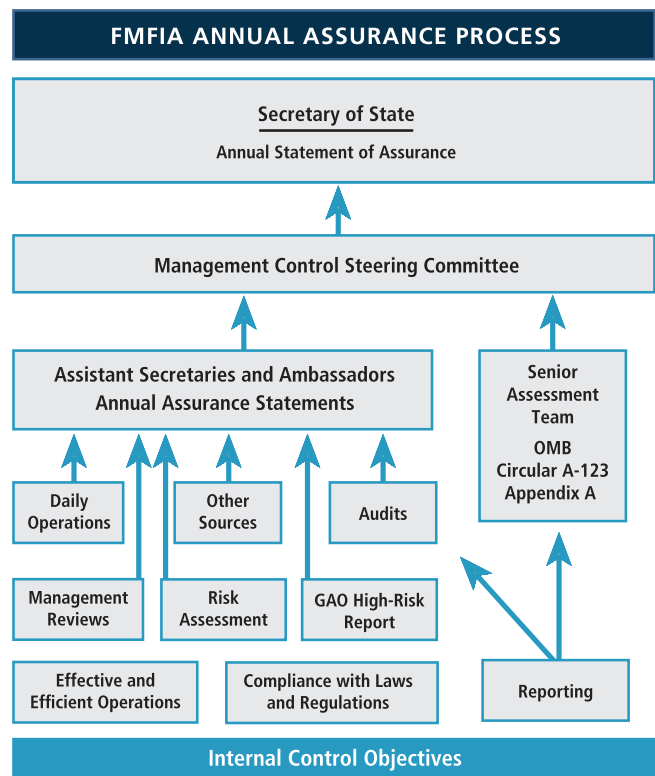 FMFIA ANNUAL ASSURANCE PROCESS
Secretary of State
Annual Statement of Assurance
Management Control Steering Committee
Assistant Secretaries and Ambassadors
Annual Assurance Statements
Senior
Assessment
Team
OMB
Circular A-123
Appendix A
Daily
Operations
Other
Sources
Audits
Management
Reviews
Risk
Assessment
GAO High-Risk
Report
Effective and
Efficient Operations
Compliance with Laws
and Regulations
Reporting
Internal Control Objectives